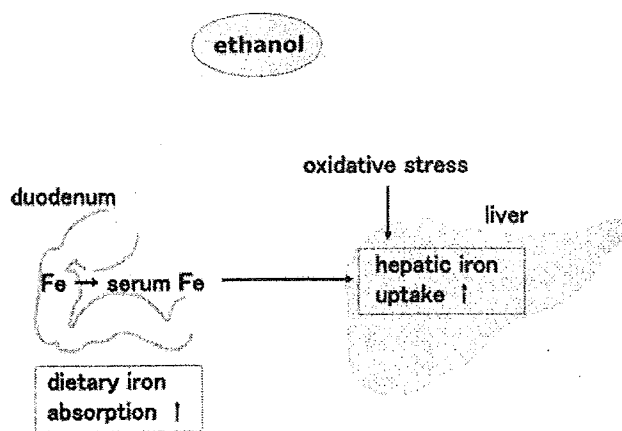 ethanol
oxidative stress
duodenum
liver
Fe → serum Fe
hepatic iron
uptake ↑
dietary iron
absorption ↑